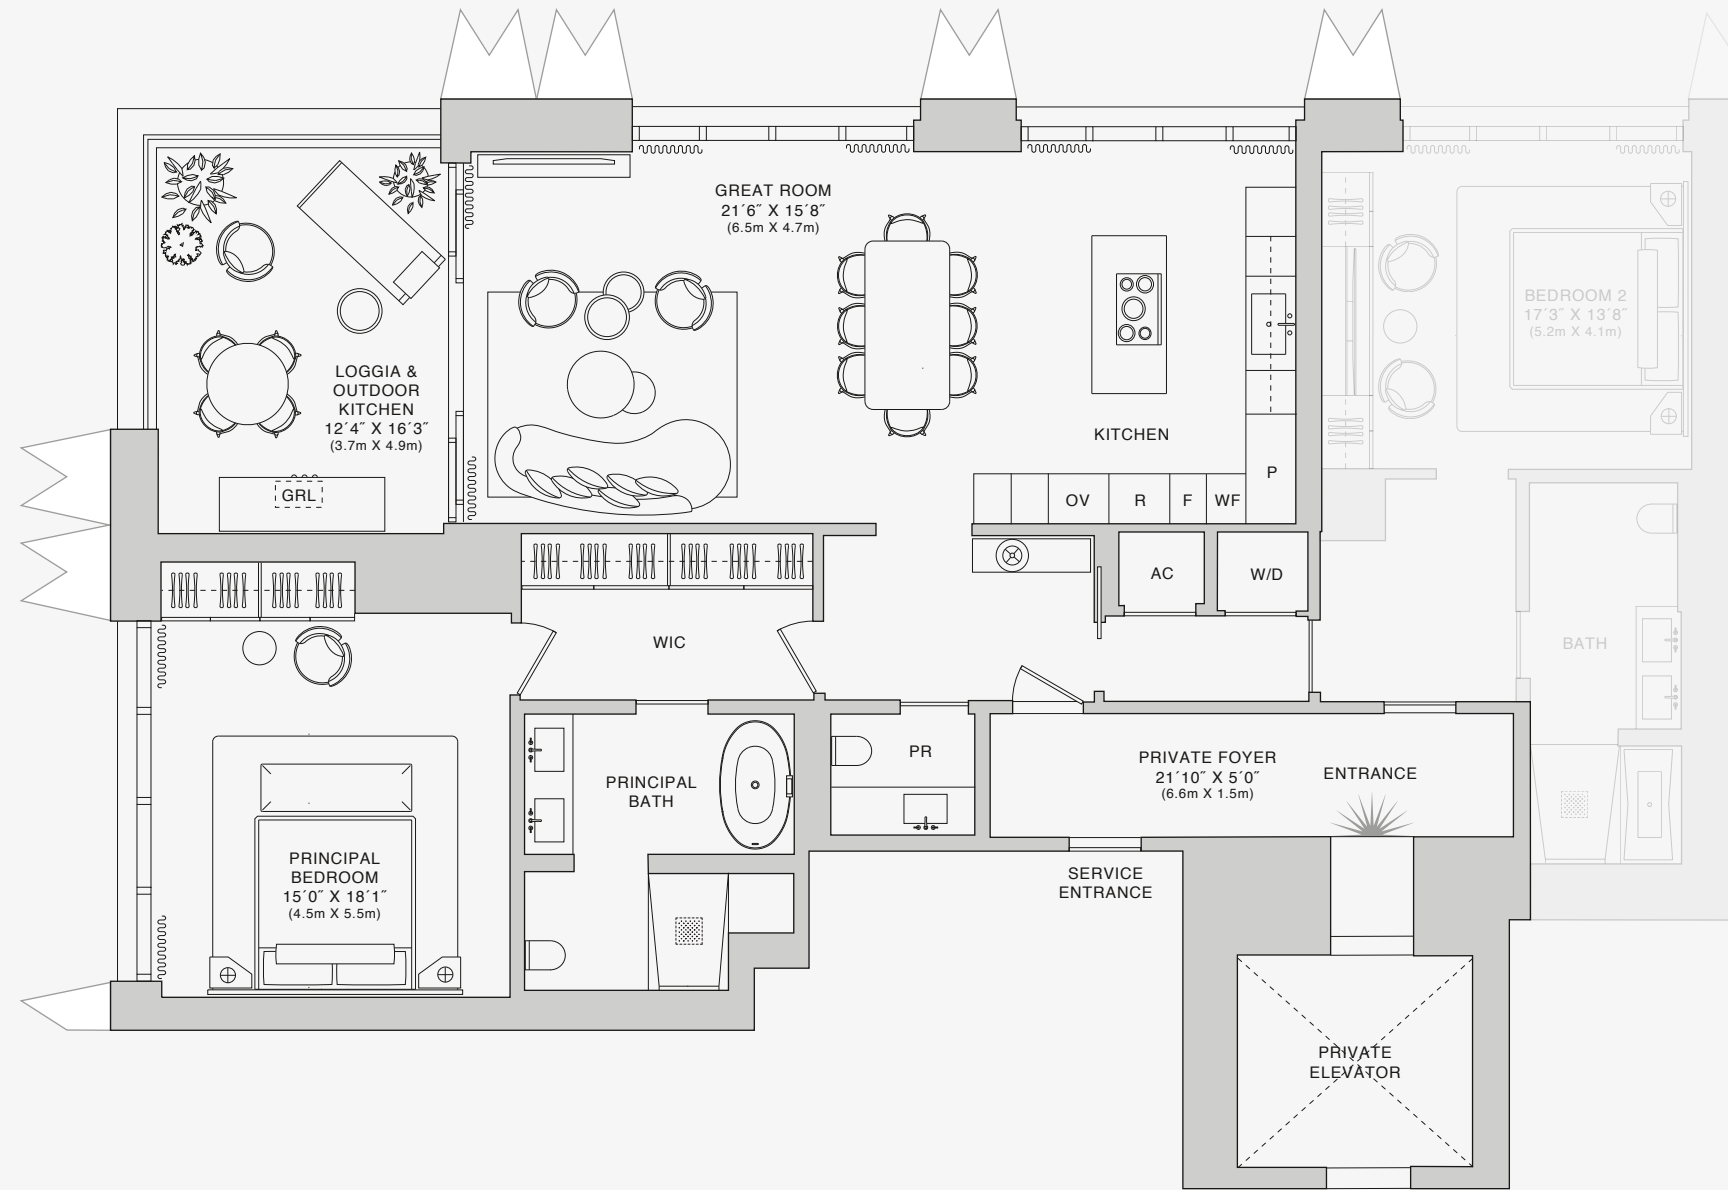 GREAT ROOM
21´6˝ X 15´8˝
(6.5m X 4.7m)
LOGGIA &
OUTDOOR
KITCHEN
12´4˝ X 16´3˝
(3.7m X 4.9m)
GRL
KITCHEN
OV
R
F
WF
P
BEDROOM 2
17´3˝ X 13´8˝
(5.2m X 4.1m)
AC
W/D
WIC
BATH
PRINCIPAL
BATH
PR
PRIVATE FOYER
21´10˝ X 5´0˝
(6.6m X 1.5m)
ENTRANCE
PRINCIPAL
BEDROOM
15´0˝ X 18´1˝
(4.5m X 5.5m)
SERVICE
ENTRANCE
PRIVATE
ELEVATOR